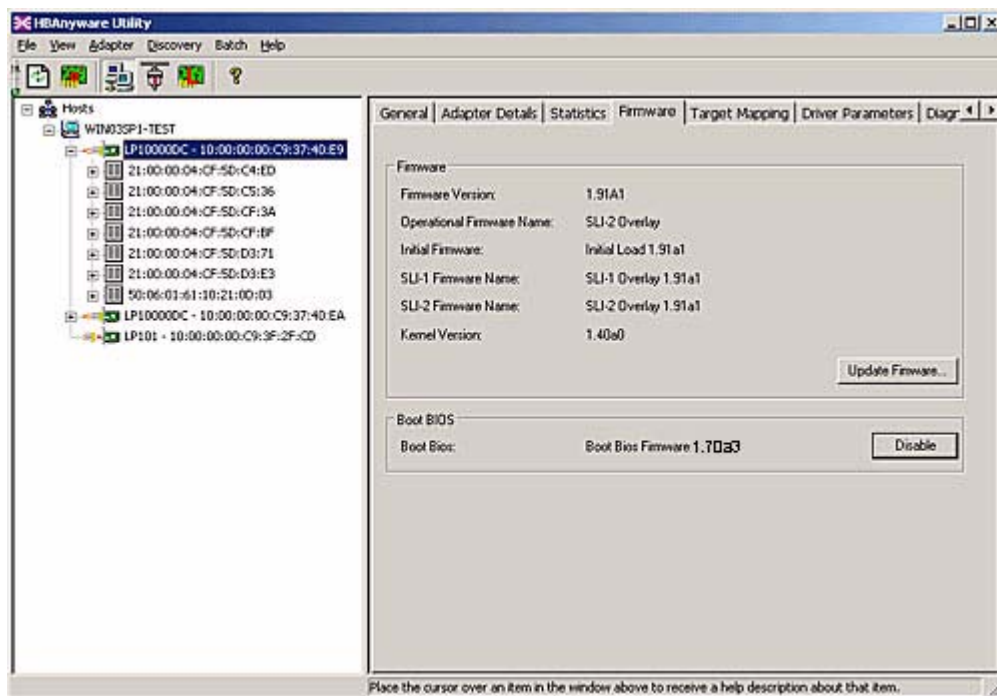 HBAnyware Utility
File View Adapter Discovery Batch Help
?
Hosts
WIN03SP1-TEST
LP10000DC - 10:00:00:00:C9:37:40:E9
21:00:00:04:CF:5D:C4:ED
21:00:00:04:CF:5D:C5:36
21:00:00:04:CF:5D:CF:3A
21:00:00:04:CF:5D:CF:BF
21:00:00:04:CF:5D:D3:71
21:00:00:04:CF:5D:D3:E3
50:06:01:61:10:21:00:03
LP10000DC - 10:00:00:00:C9:37:40:EA
LP101 - 10:00:00:00:C9:3F:2F:CD
General Adapter Details Statistics Firmware Target Mapping Driver Parameters Diagr
Firmware
Firmware Version: 1.91A1
Operational Firmware Name: SLI-2 Overlay
Initial Firmware: Initial Load 1.91a1
SLI-1 Firmware Name: SLI-1 Overlay 1.91a1
SLI-2 Firmware Name: SLI-2 Overlay 1.91a1
Kernel Version: 1.40a0
Update Firmware...
Boot BIOS
Boot Bios: Boot Bios Firmware 1.70a3
Disable
Place the cursor over an item in the window above to receive a help description about that item.